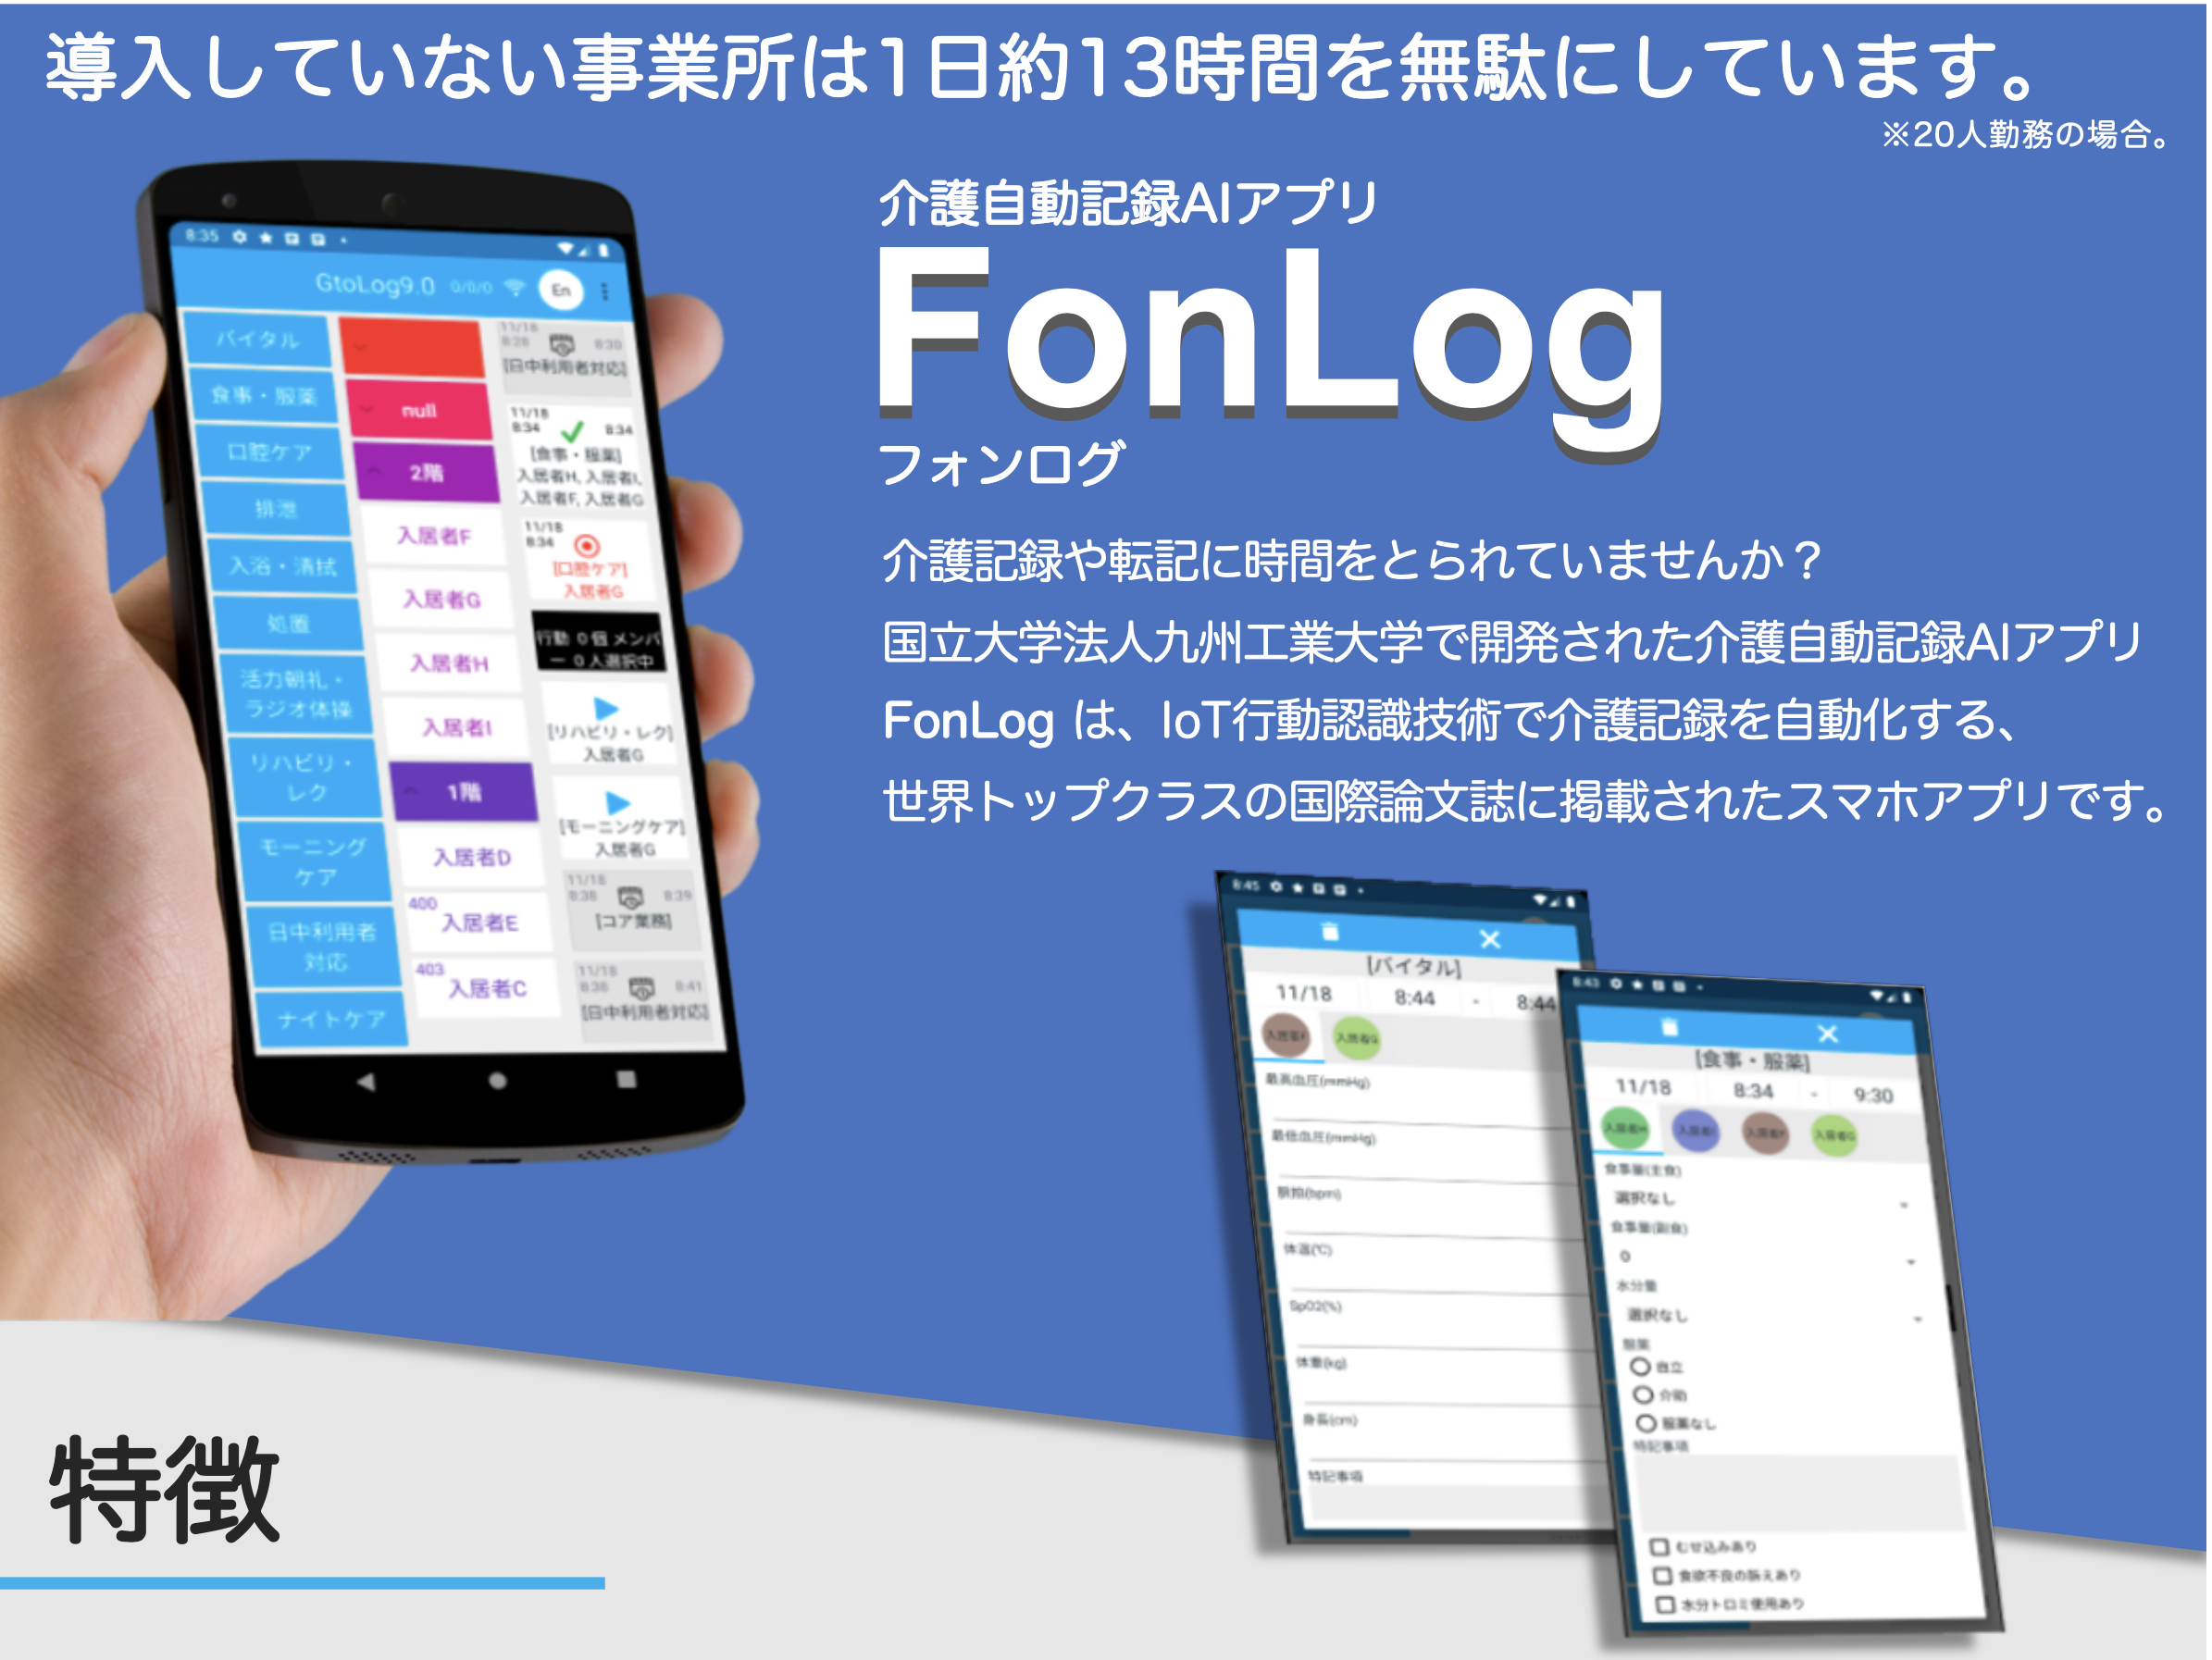 導入していない事業所は1日約13時間を無駄にしています。
※20人勤務の場合。
介護自動記録AIアプリ
FonLog
フォンログ
介護記録や転記に時間をとられていませんか？
国立大学法人九州工業大学で開発された介護自動記録AIアプリ
FonLog は、IoT行動認識技術で介護記録を自動化する、
世界トップクラスの国際論文誌に掲載されたスマホアプリです。
8:35
GtoLog9.0 0/0/0 En
バイタル
食事・服薬
口腔ケア
排泄
入浴・清拭
処置
活力朝礼・
ラジオ体操
リハビリ・
レク
モーニング
ケア
日中利用者
対応
ナイトケア
null
2階
入居者F
入居者G
入居者H
入居者I
1階
入居者D
400
入居者E
403
入居者C
11/18
8:28 8:30
[日中利用者対応]
11/18
8:34 8:34
[食事・服薬]
入居者H, 入居者I,
入居者F, 入居者G
11/18
8:34
[口腔ケア]
入居者G
行動 0個 メンバ
ー 0人選択中
[リハビリ・レク]
入居者G
[モーニングケア]
入居者G
11/18
8:38 8:39
[コア業務]
11/18
8:38 8:41
[日中利用者対応]
8:45
[バイタル]
11/18 8:44 - 8:44
入居者F 入居者G
最高血圧(mmHg)
最低血圧(mmHg)
脈拍(bpm)
体温(℃)
SpO2(%)
体重(kg)
身長(cm)
特記事項
8:43
[食事・服薬]
11/18 8:34 - 9:30
入居者H 入居者I 入居者F 入居者G
食事量(主食)
選択なし
食事量(副食)
0
水分量
選択なし
服薬
自立
介助
服薬なし
特記事項
むせ込みあり
食欲不良の訴えあり
水分トロミ使用あり
特徴